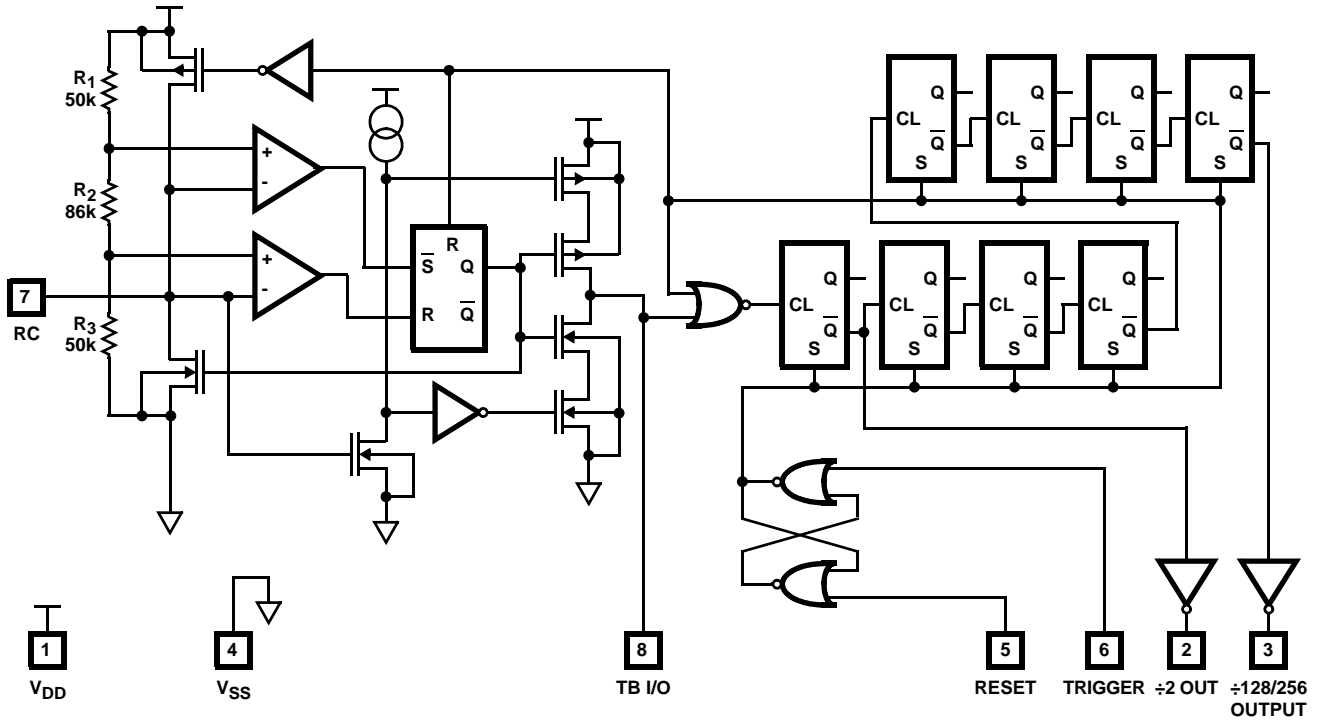 R1
50k
R2
86k
R3
50k
+
-
+
-
7
RC
R
S̅
Q
R
Q̅
Q
CL
Q̅
S
Q
CL
Q̅
S
Q
CL
Q̅
S
Q
CL
Q̅
S
Q
CL
Q̅
S
Q
CL
Q̅
S
Q
CL
Q̅
S
Q
CL
Q̅
S
1
VDD
4
VSS
8
TB I/O
5
RESET
6
TRIGGER
2
÷2 OUT
3
÷128/256
OUTPUT